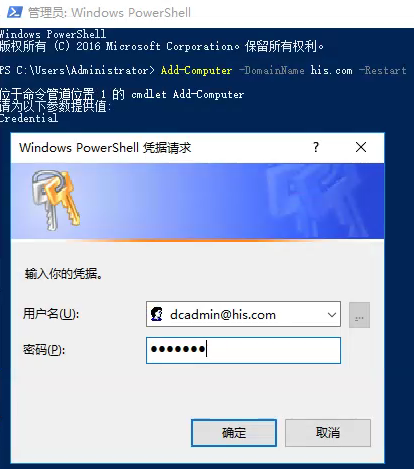 管理员: Windows PowerShell
Windows PowerShell
版权所有 (C) 2016 Microsoft Corporation。保留所有权利。
PS C:\Users\Administrator> Add-Computer -DomainName his.com -Restart
位于命令管道位置 1 的 cmdlet Add-Computer
请为以下参数提供值:
Credential
Windows PowerShell 凭据请求
?
输入你的凭据。
用户名(U):
dcadmin@his.com
...
密码(P):
•••••••
确定
取消